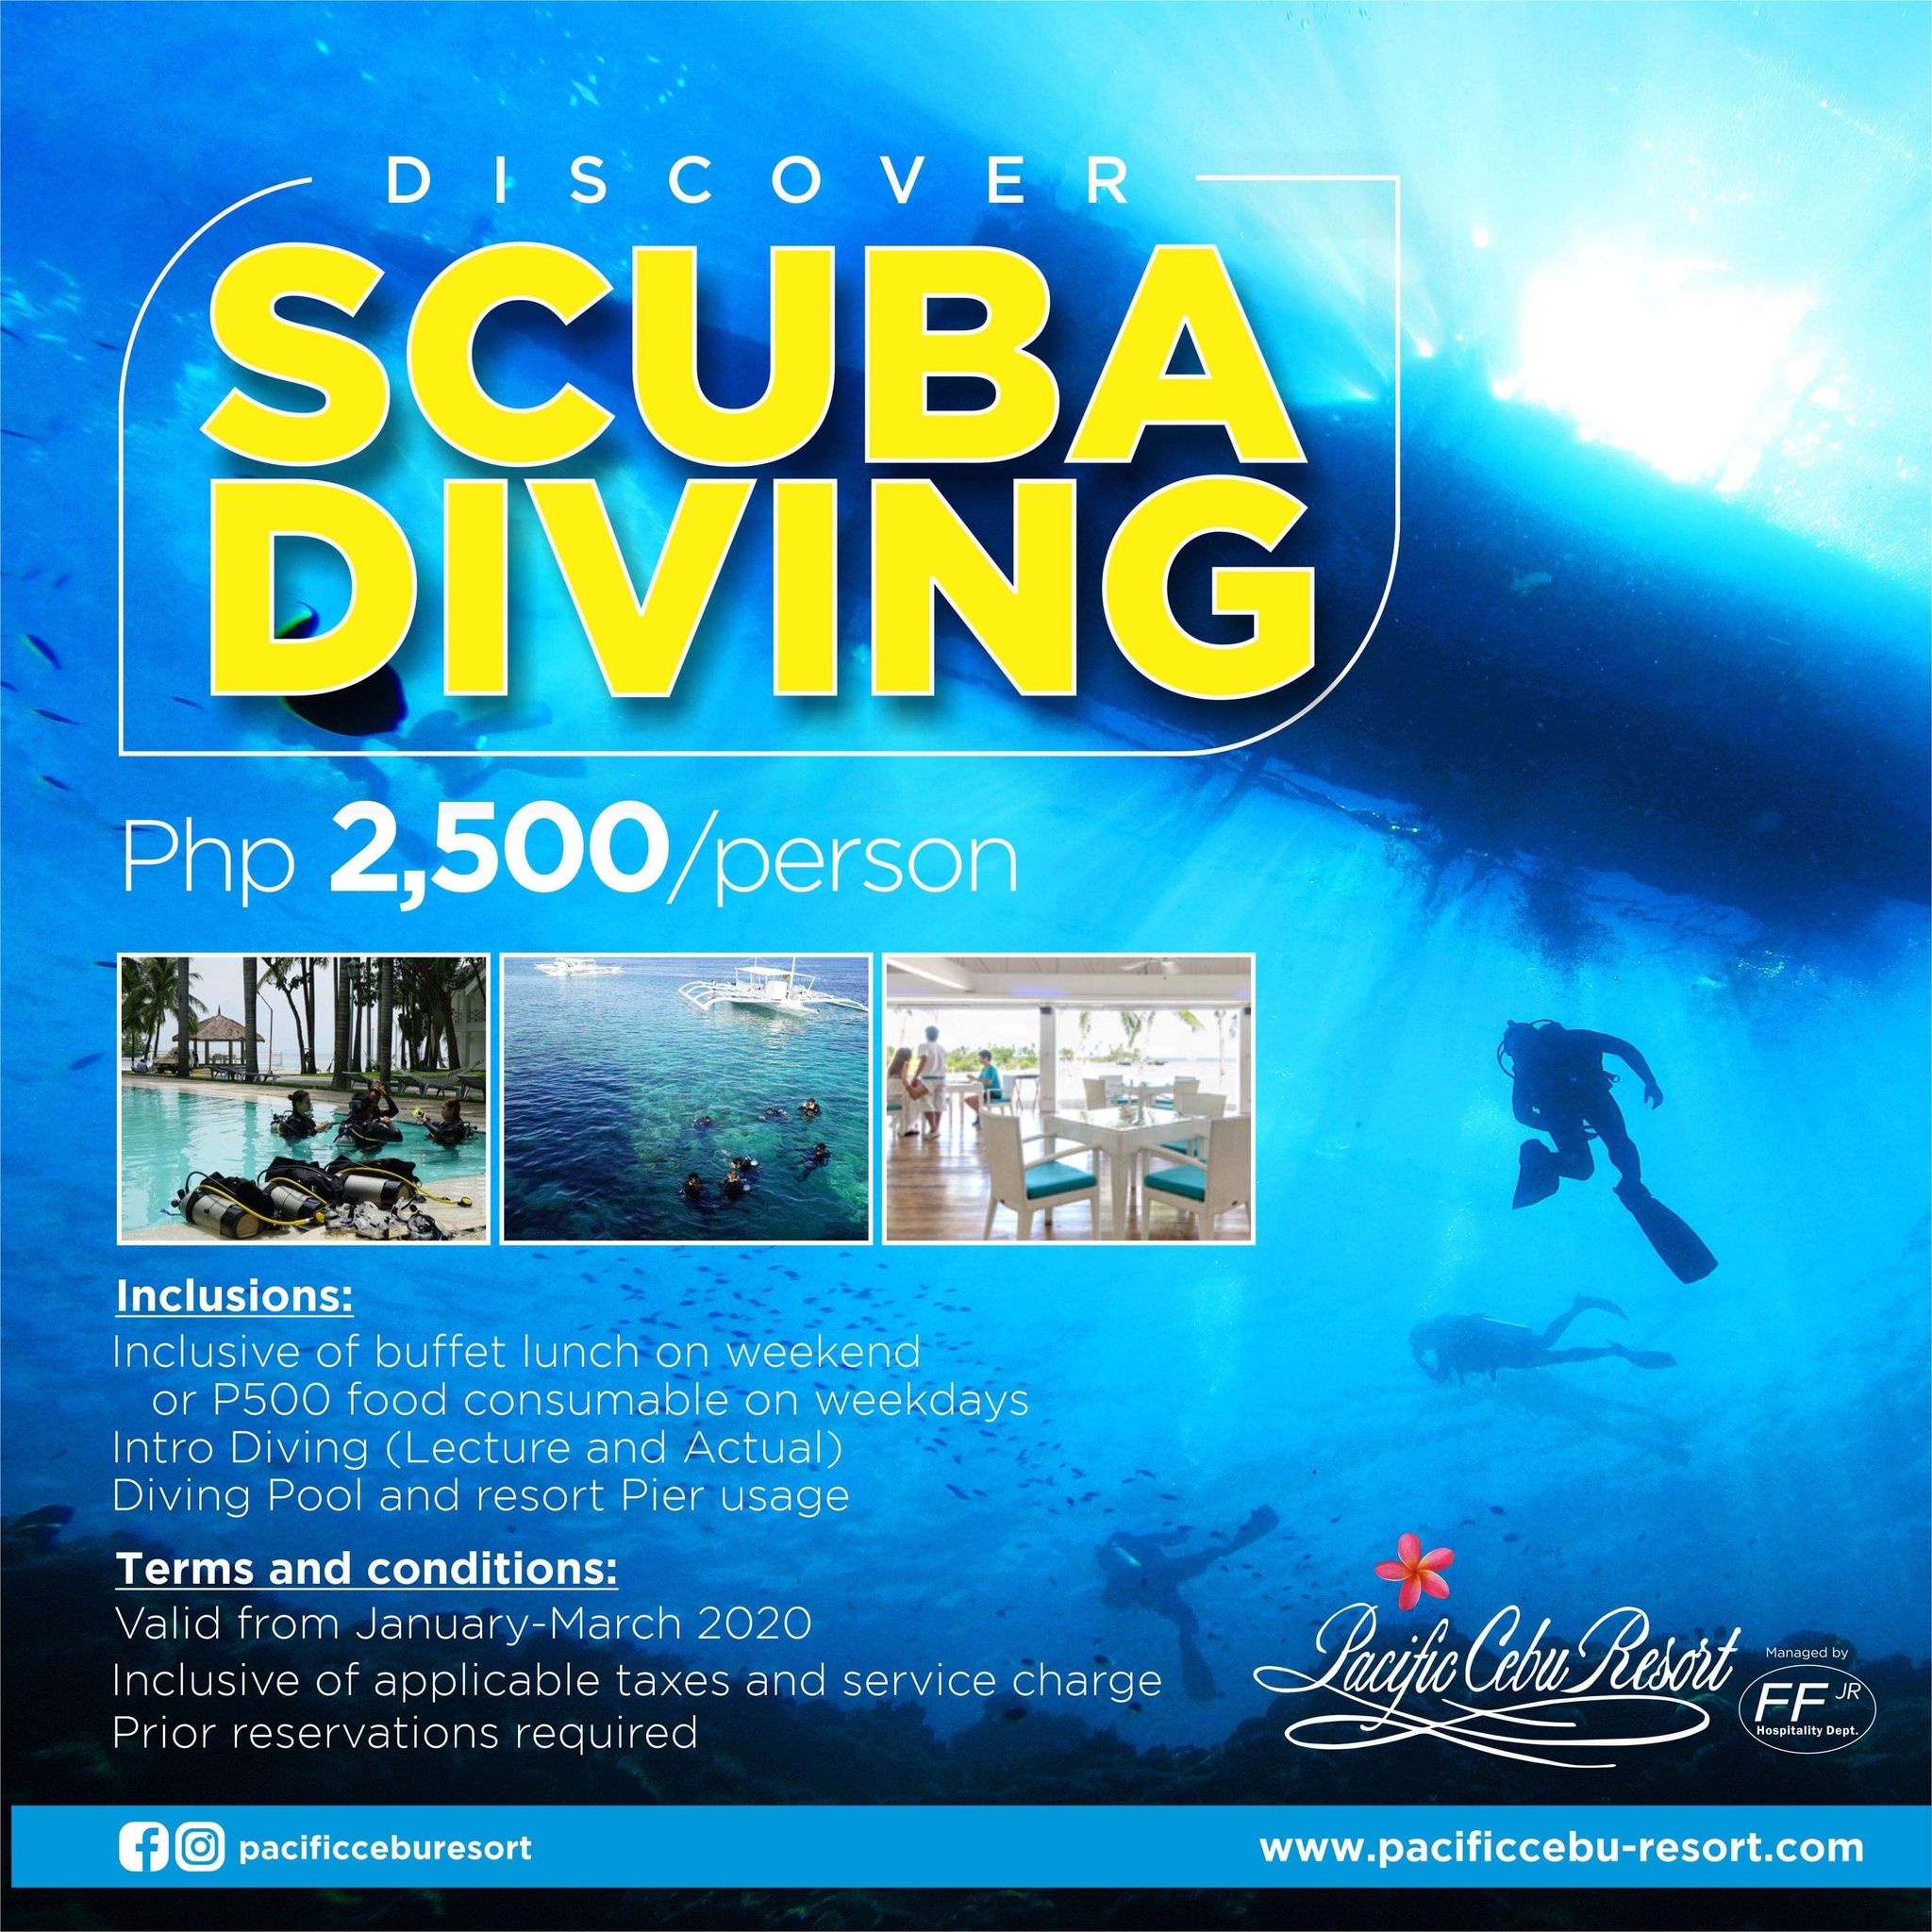 DISCOVER
SCUBA
DIVING
Php 2,500/person
Inclusions:
Inclusive of buffet lunch on weekend
or P500 food consumable on weekdays
Intro Diving (Lecture and Actual)
Diving Pool and resort Pier usage
Terms and conditions:
Valid from January-March 2020
Inclusive of applicable taxes and service charge
Prior reservations required
Pacific Cebu Resort
Managed by
FF JR
Hospitality Dept.
pacificceburesort
www.pacificcebu-resort.com